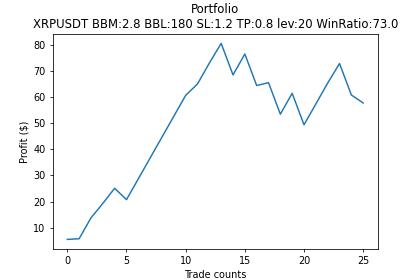 Portfolio
XRPUSDT BBM:2.8 BBL:180 SL:1.2 TP:0.8 lev:20 WinRatio:73.0
80
70
60
50
40
30
20
10
Profit ($)
0 5 10 15 20 25
Trade counts